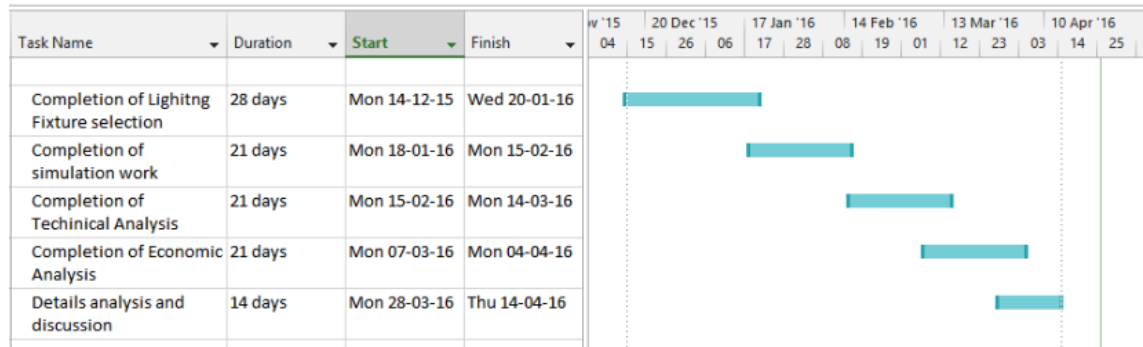 w '15 20 Dec '15 17 Jan '16 14 Feb '16 13 Mar '16 10 Apr '16
Task Name Duration Start Finish 04 15 26 06 17 28 08 19 01 12 23 03 14 25
Completion of Lighitng 28 days Mon 14-12-15 Wed 20-01-16
Fixture selection
Completion of 21 days Mon 18-01-16 Mon 15-02-16
simulation work
Completion of 21 days Mon 15-02-16 Mon 14-03-16
Techinical Analysis
Completion of Economic 21 days Mon 07-03-16 Mon 04-04-16
Analysis
Details analysis and 14 days Mon 28-03-16 Thu 14-04-16
discussion